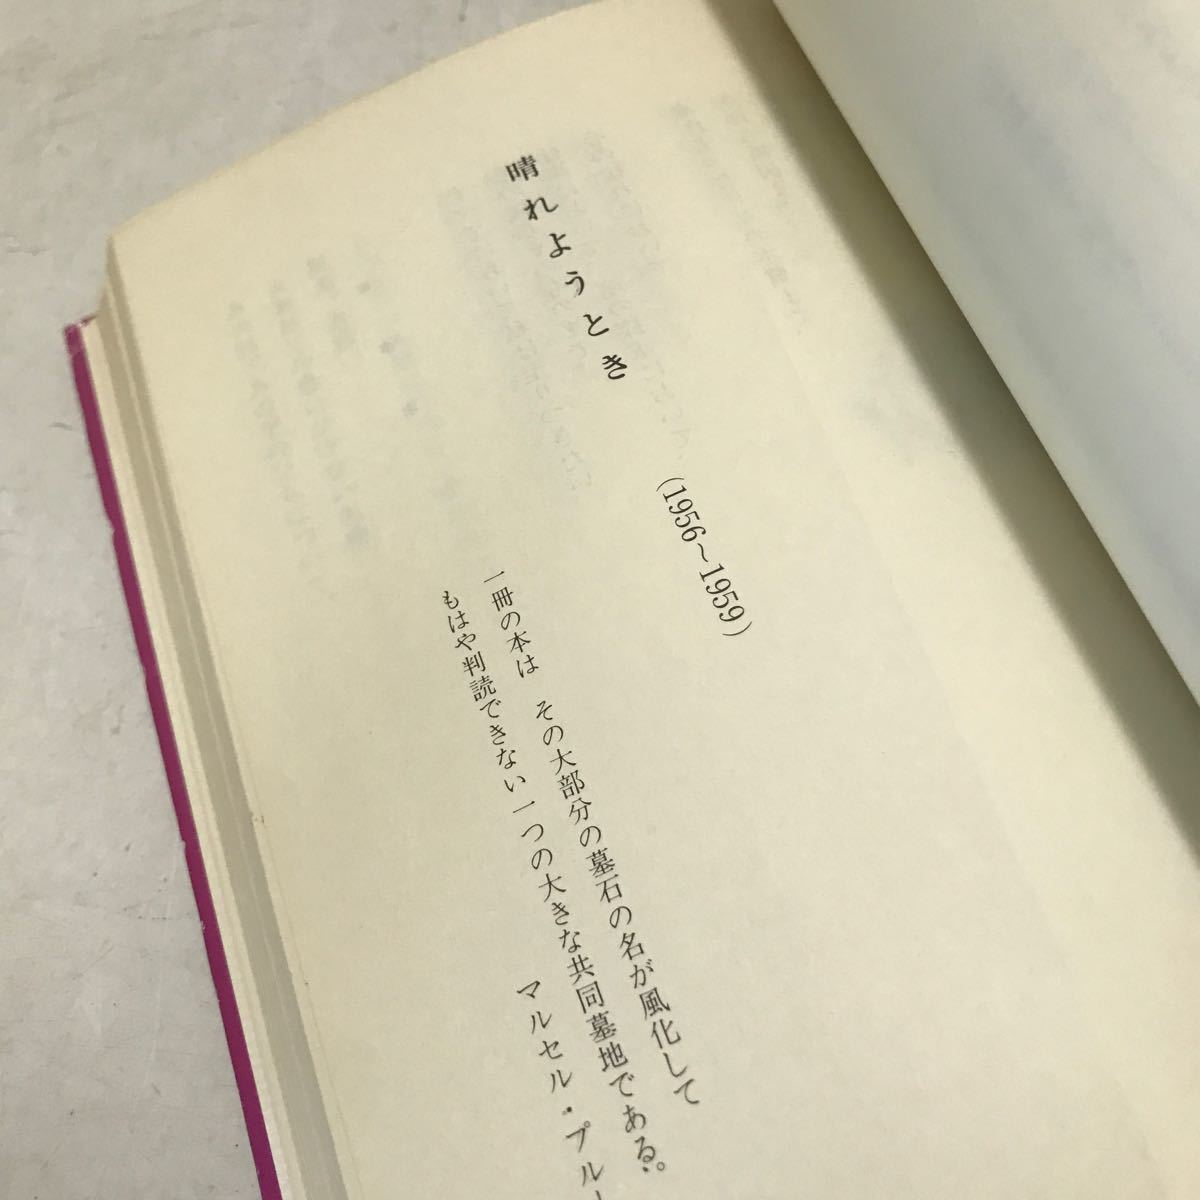 晴れようとき
(1956〜1959)
一冊の本は　その大部分の墓石の名が風化して
もはや判読できない一つの大きな共同墓地である。
マルセル・プルー